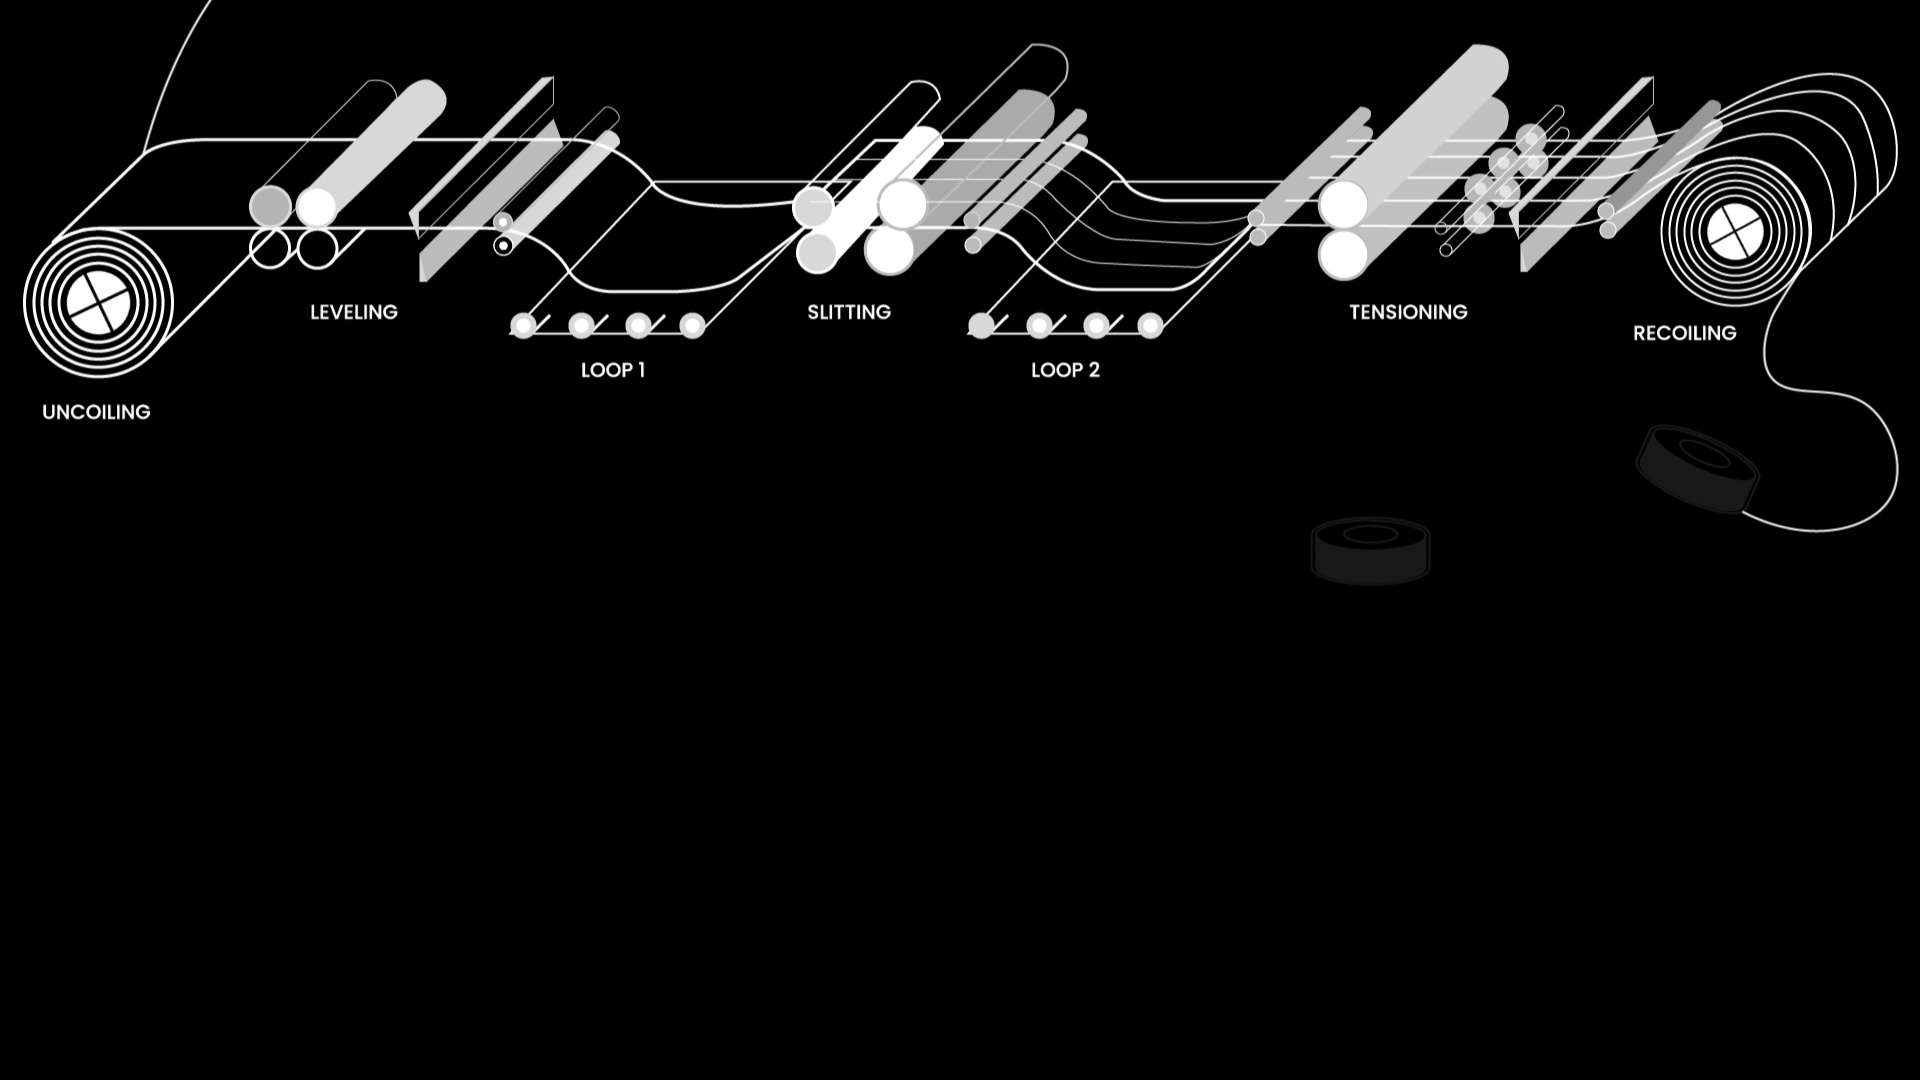 UNCOILING
LEVELING
LOOP 1
SLITTING
LOOP 2
TENSIONING
RECOILING